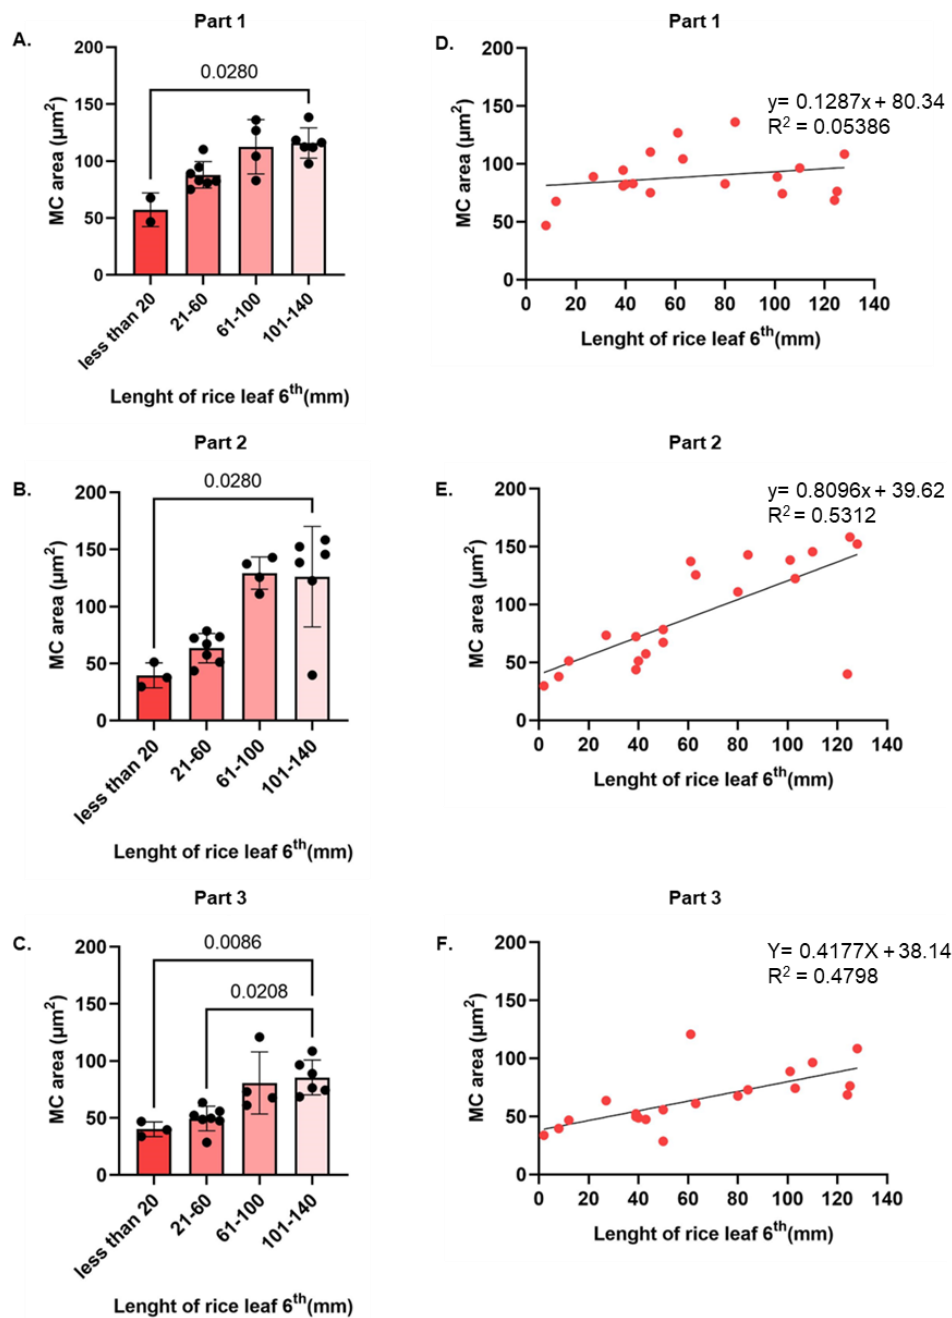 Part 1
A.
MC area (µm²)
200
150
100
50
0
0.0280
less than 20
21-60
61-100
101-140
Lenght of rice leaf 6th(mm)
Part 1
D.
MC area (µm²)
200
150
100
50
0
y= 0.1287x + 80.34
R² = 0.05386
0 20 40 60 80 100 120 140
Lenght of rice leaf 6th(mm)
Part 2
B.
MC area (µm²)
200
150
100
50
0
0.0280
less than 20
21-60
61-100
101-140
Lenght of rice leaf 6th(mm)
Part 2
E.
MC area (µm²)
200
150
100
50
0
y= 0.8096x + 39.62
R² = 0.5312
0 20 40 60 80 100 120 140
Lenght of rice leaf 6th(mm)
Part 3
C.
MC area (µm²)
200
150
100
50
0
0.0086
0.0208
less than 20
21-60
61-100
101-140
Lenght of rice leaf 6th(mm)
Part 3
F.
MC area (µm²)
200
150
100
50
0
Y= 0.4177X + 38.14
R² = 0.4798
0 20 40 60 80 100 120 140
Lenght of rice leaf 6th(mm)